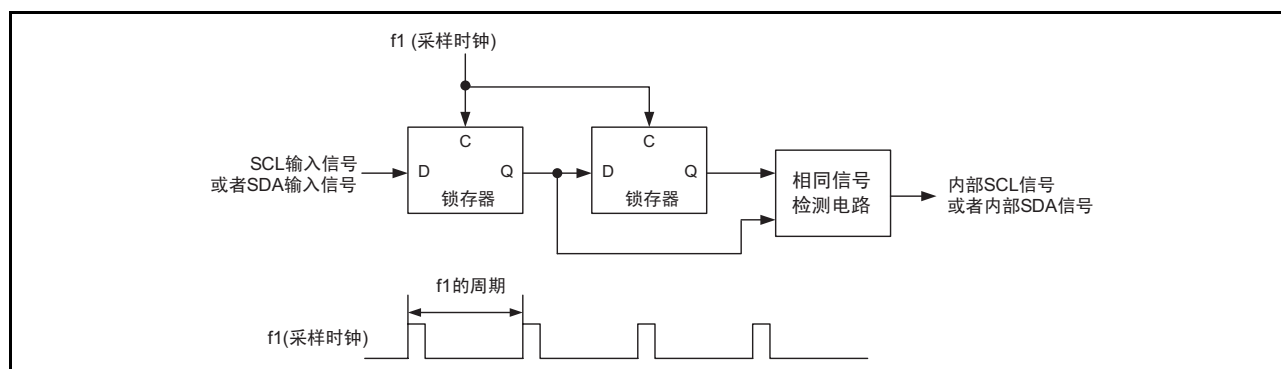 f1 (采样时钟)
SCL输入信号
或者SDA输入信号
C
D
Q
锁存器
C
D
Q
锁存器
相同信号
检测电路
内部SCL信号
或者内部SDA信号
f1的周期
f1(采样时钟)